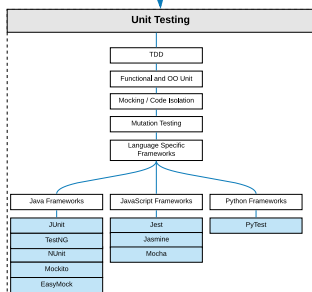 Unit Testing
TDD
Functional and OO Unit
Mocking / Code Isolation
Mutation Testing
Language Specific
Frameworks
Java Frameworks
JavaScript Frameworks
Python Frameworks
JUnit
Jest
PyTest
TestNG
Jasmine
NUnit
Mocha
Mockito
EasyMock